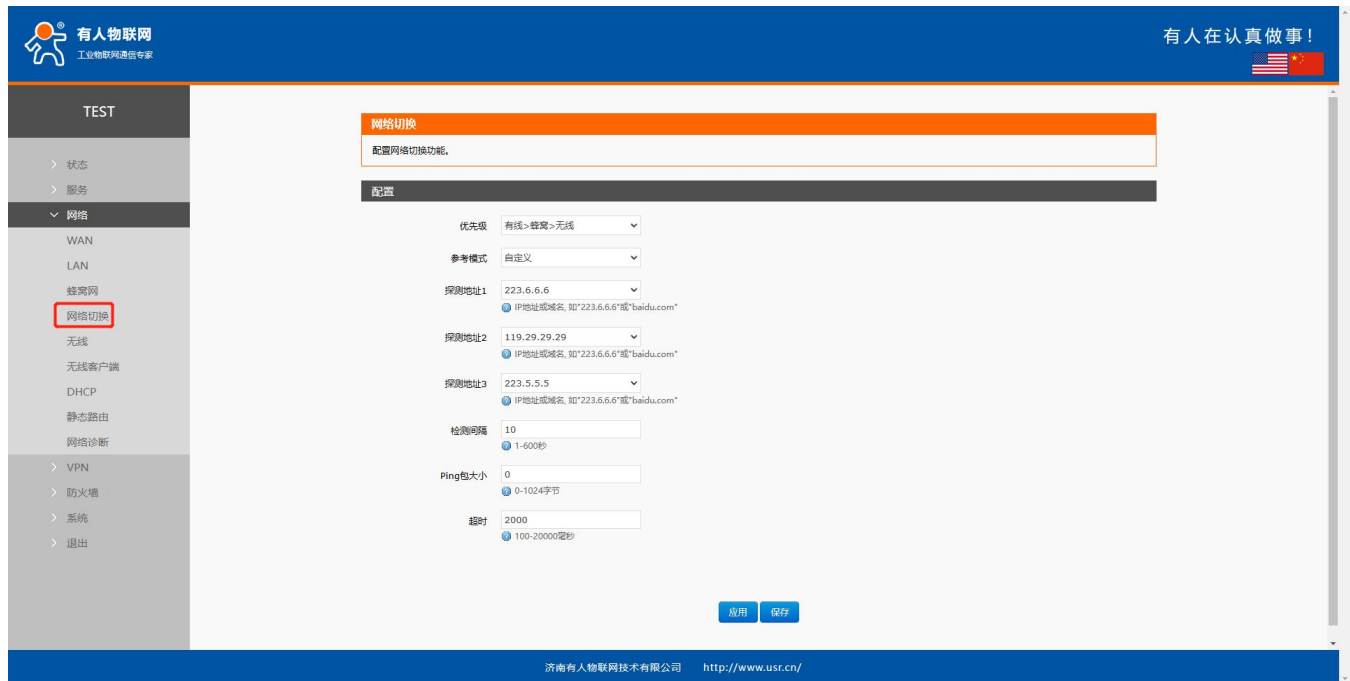 有人物联网
工业物联网通信专家
有人在认真做事!
TEST
状态
服务
网络
WAN
LAN
蜂窝网
网络切换
无线
无线客户端
DHCP
静态路由
网络诊断
VPN
防火墙
系统
退出
网络切换
配置网络切换功能。
配置
优先级 有线>蜂窝>无线
参考模式 自定义
探测地址1 223.6.6.6
IP地址或域名, 如"223.6.6.6"或"baidu.com"
探测地址2 119.29.29.29
IP地址或域名, 如"223.6.6.6"或"baidu.com"
探测地址3 223.5.5.5
IP地址或域名, 如"223.6.6.6"或"baidu.com"
检测间隔 10
1-600秒
Ping包大小 0
0-1024字节
超时 2000
100-20000毫秒
应用 保存
济南有人物联网技术有限公司 http://www.usr.cn/